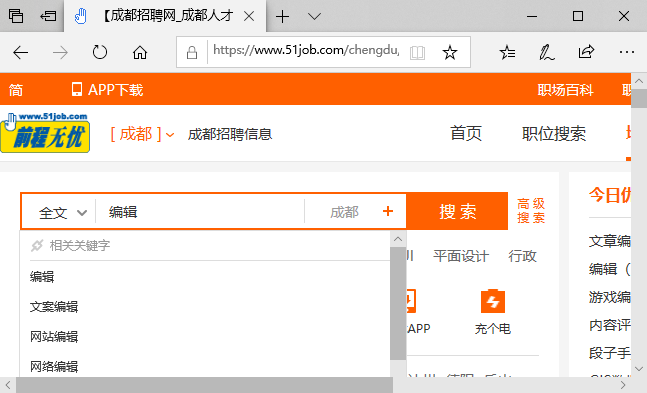 【成都招聘网_成都人才
https://www.51job.com/chengdu,
简 APP下载 职场百科 职
www.51job.com
前程无忧 [ 成都 ] 成都招聘信息 首页 职位搜索
全文 编辑 成都 + 搜索 高级搜索
今日优
相关关键字
编辑
文案编辑
网站编辑
网络编辑
UI 平面设计 行政
APP 充个电
文章编
编辑（
游戏编
内容评
段子手